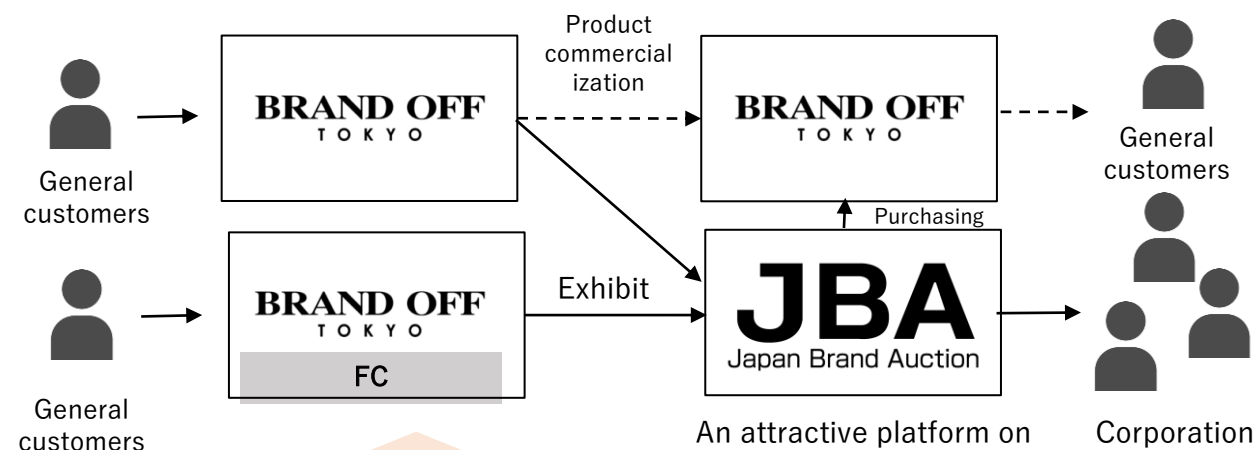 Product
commercial
ization
BRAND OFF
TOKYO
BRAND OFF
TOKYO
General
customers
General
customers
Purchasing
BRAND OFF
TOKYO
FC
Exhibit
JBA
Japan Brand Auction
General
customers
An attractive platform on
Corporation